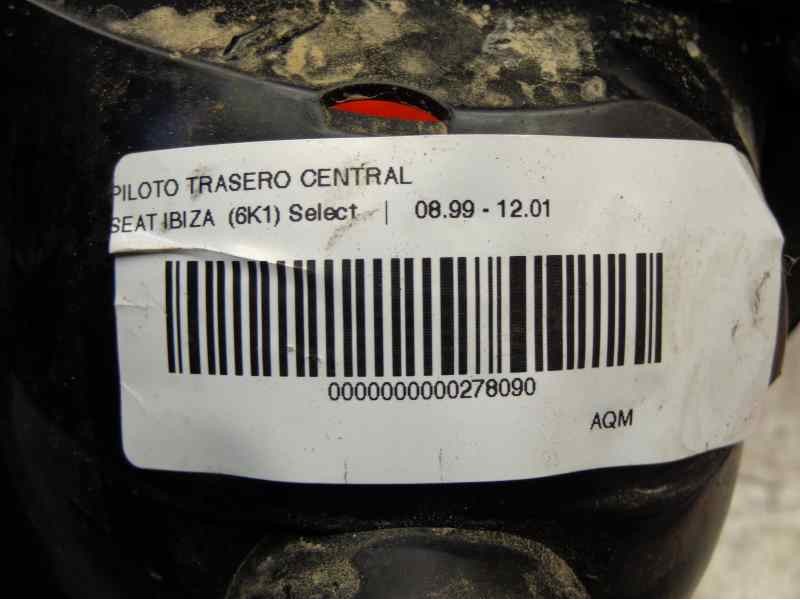 PILOTO TRASERO CENTRAL
SEAT IBIZA (6K1) Select | 08.99 - 12.01
0000000000278090
AQM